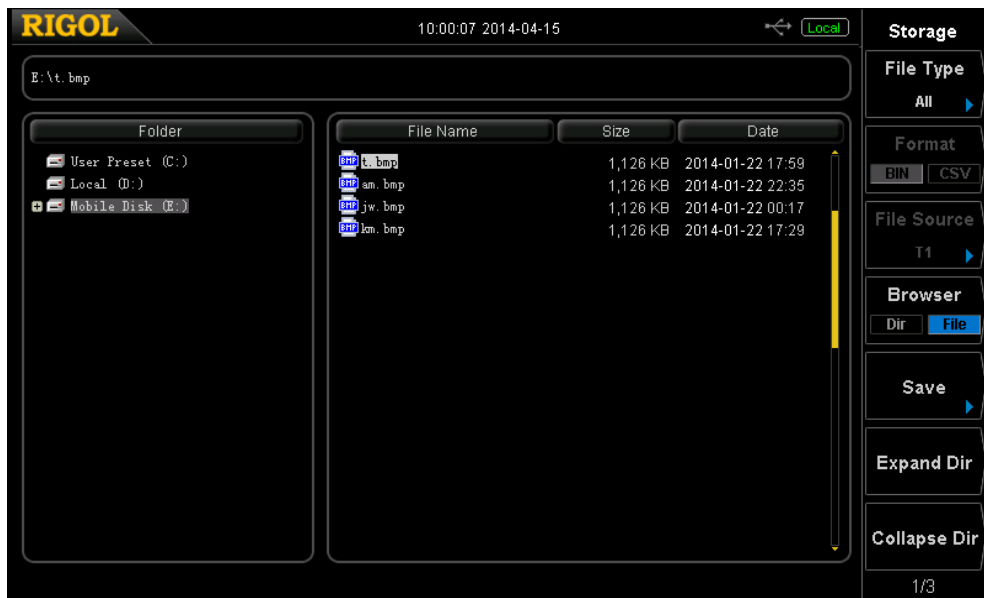 RIGOL 10:00:07 2014-04-15 Local
E:\t.bmp
Folder
User Preset (C:)
Local (D:)
Mobile Disk (E:)
File Name Size Date
BMP t.bmp 1,126 KB 2014-01-22 17:59
BMP am.bmp 1,126 KB 2014-01-22 22:35
BMP jw.bmp 1,126 KB 2014-01-22 00:17
BMP km.bmp 1,126 KB 2014-01-22 17:29
Storage
File Type
All
Format
BIN CSV
File Source
T1
Browser
Dir File
Save
Expand Dir
Collapse Dir
1/3